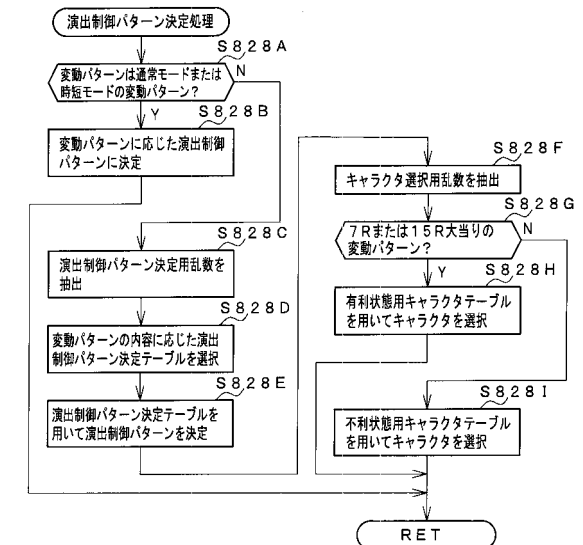 演出制御パターン決定処理
S828A
変動パターンは通常モードまたは
時短モードの変動パターン?
N
Y
S828B
変動パターンに応じた演出制御
パターンに決定
S828C
演出制御パターン決定用乱数を
抽出
S828D
変動パターンの内容に応じた演出
制御パターン決定テーブルを選択
S828E
演出制御パターン決定テーブルを
用いて演出制御パターンを決定
S828F
キャラクタ選択用乱数を抽出
S828G
7Rまたは15R大当りの
変動パターン?
N
Y
S828H
有利状態用キャラクタテーブル
を用いてキャラクタを選択
S828I
不利状態用キャラクタテーブル
を用いてキャラクタを選択
RET